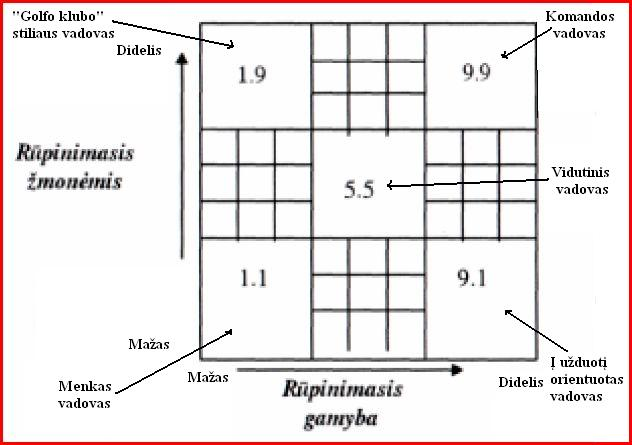 "Golfo klubo"
stiliaus vadovas
Didelis
Komandos
vadovas
1.9
9.9
Rūpinimasis
žmonėmis
5.5
Vidutinis
vadovas
1.1
9.1
Mažas
Menkas
vadovas
Mažas
Rūpinimasis
gamyba
Didelis
Į užduotį
orientuotas
vadovas